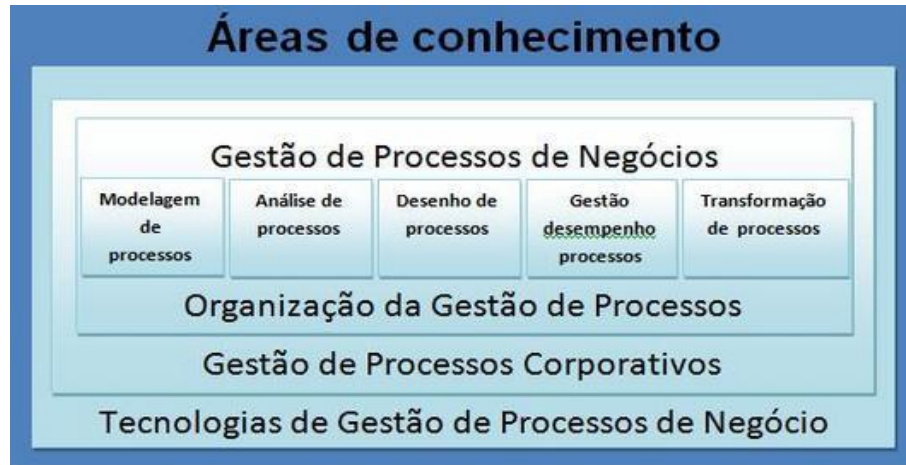 Áreas de conhecimento
Gestão de Processos de Negócios
Modelagem
de
processos
Análise de
processos
Desenho de
processos
Gestão
desempenho
processos
Transformação
de processos
Organização da Gestão de Processos
Gestão de Processos Corporativos
Tecnologias de Gestão de Processos de Negócio